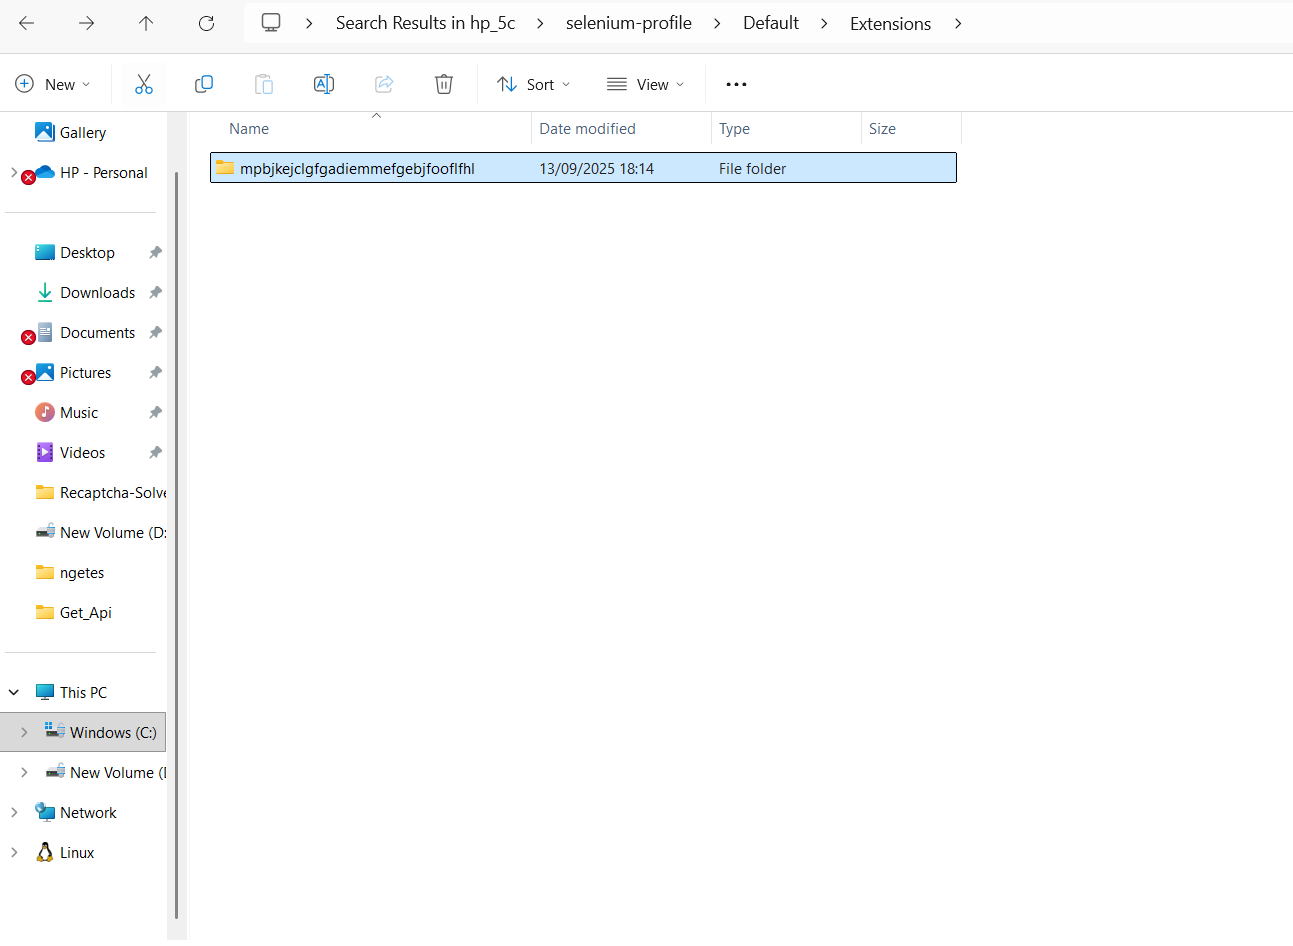 Search Results in hp_5c > selenium-profile > Default > Extensions >
New Sort View
Name Date modified Type Size
mpbjkejclgfgadiemmefgebjfooflfhl 13/09/2025 18:14 File folder
Gallery
HP - Personal
Desktop
Downloads
Documents
Pictures
Music
Videos
Recaptcha-Solve
New Volume (D:
ngetes
Get_Api
This PC
Windows (C:)
New Volume (
Network
Linux